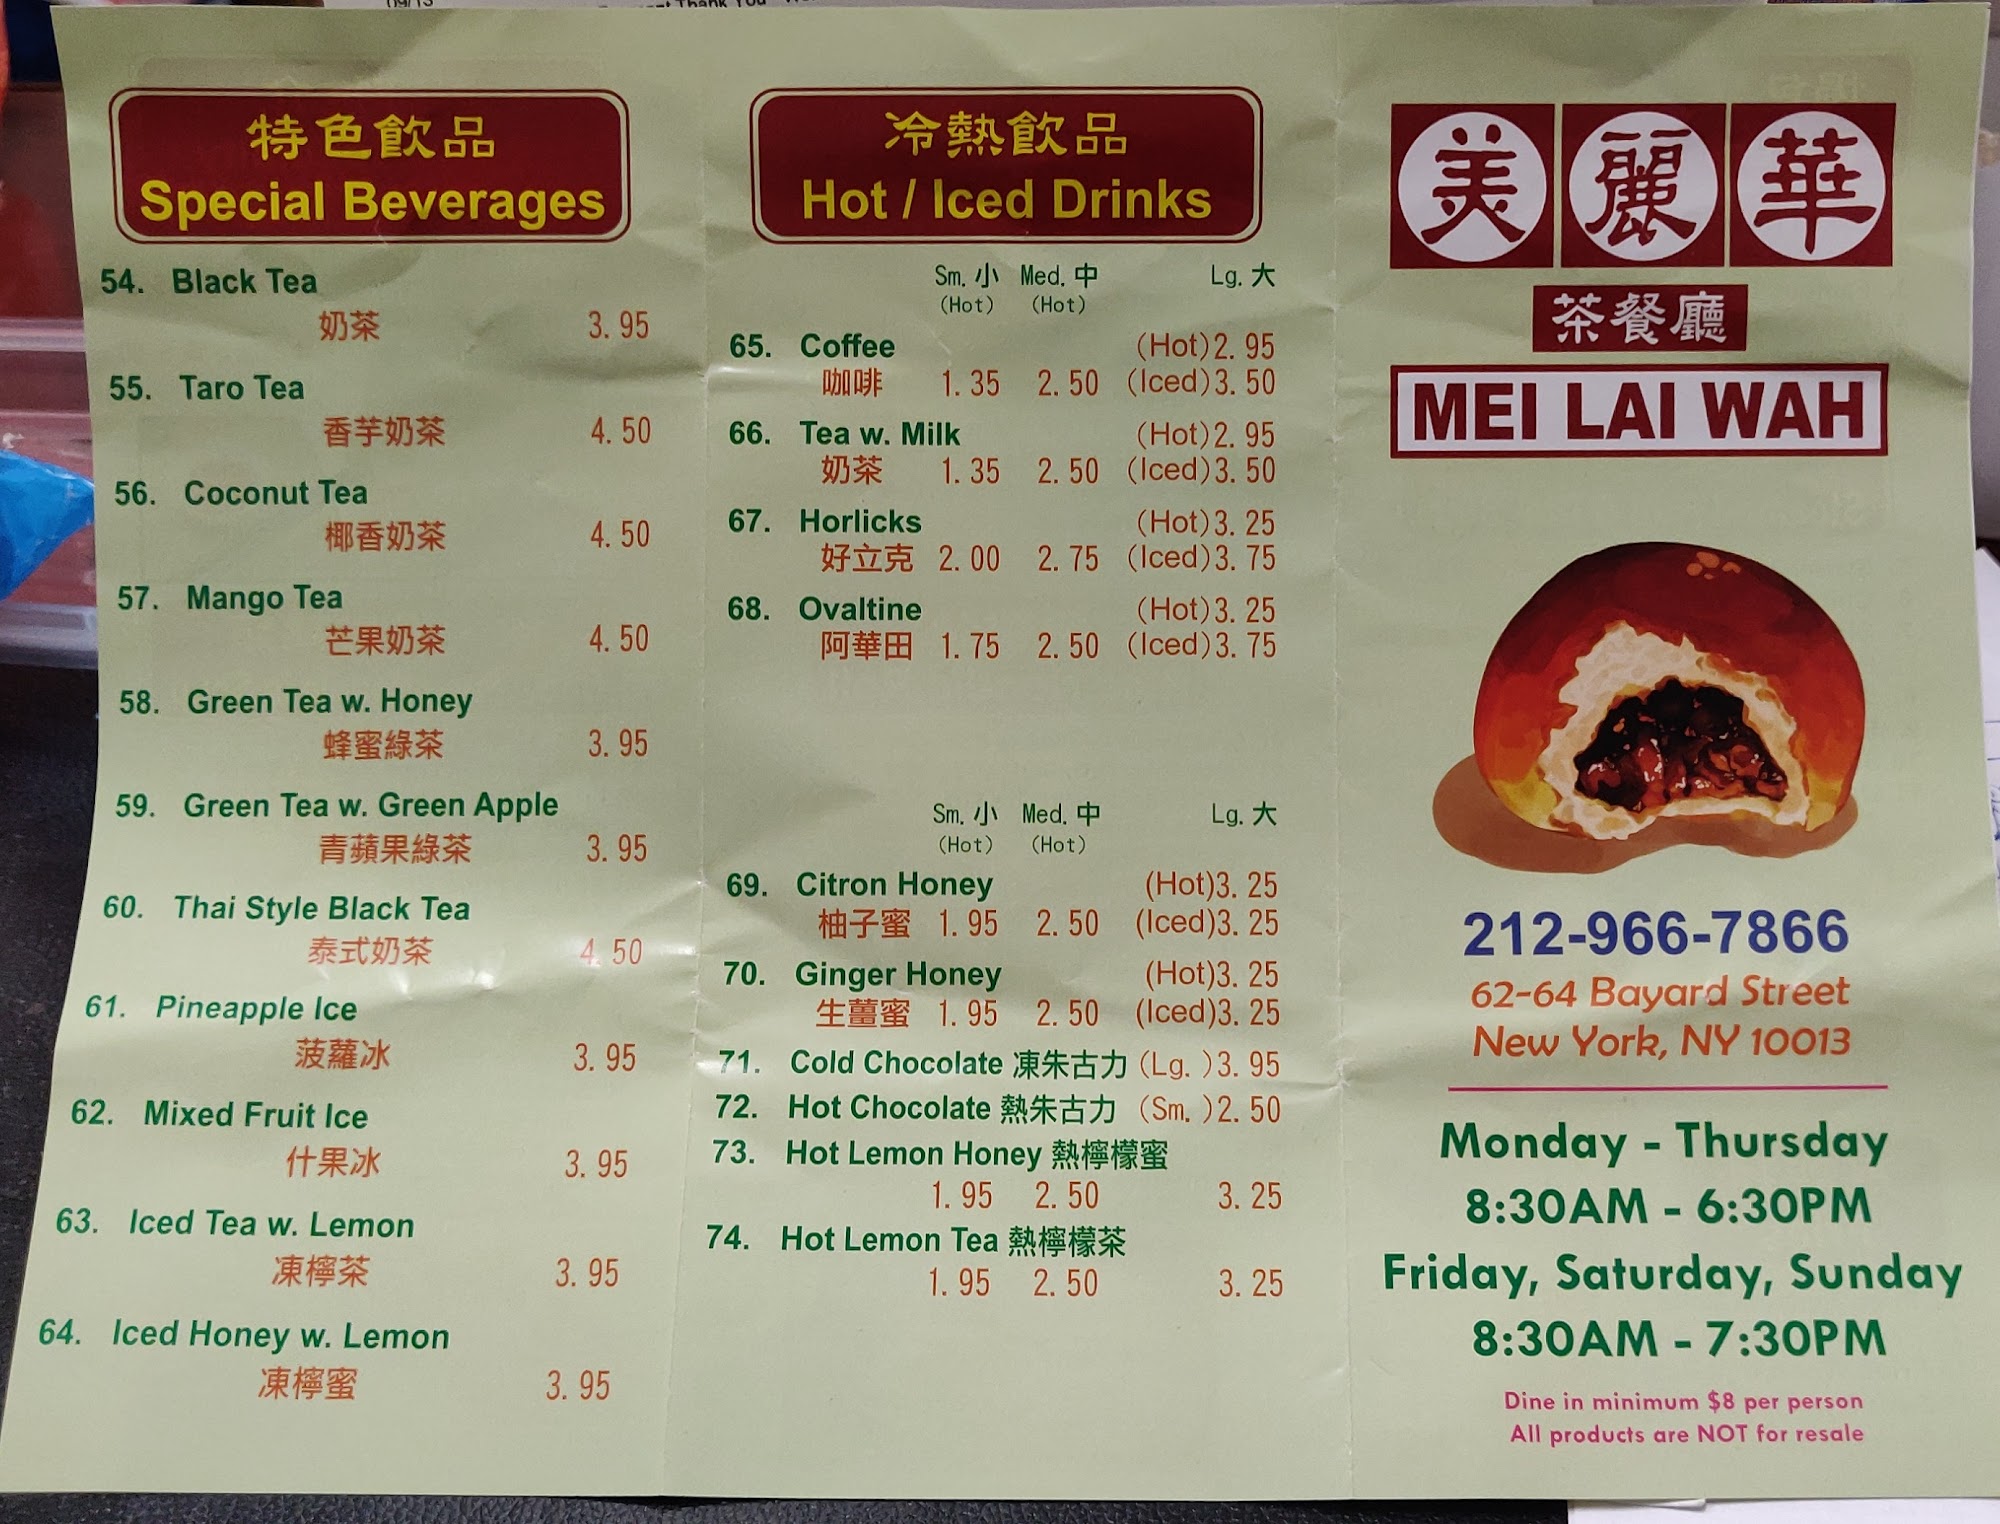 09/13
Thank You
特色飲品
Special Beverages
54. Black Tea
奶茶 3.95
55. Taro Tea
香芋奶茶 4.50
56. Coconut Tea
椰香奶茶 4.50
57. Mango Tea
芒果奶茶 4.50
58. Green Tea w. Honey
蜂蜜綠茶 3.95
59. Green Tea w. Green Apple
青蘋果綠茶 3.95
60. Thai Style Black Tea
泰式奶茶 4.50
61. Pineapple Ice
菠蘿冰 3.95
62. Mixed Fruit Ice
什果冰 3.95
63. Iced Tea w. Lemon
凍檸茶 3.95
64. Iced Honey w. Lemon
凍檸蜜 3.95
冷熱飲品
Hot / Iced Drinks
Sm. 小 Med. 中 Lg. 大
(Hot) (Hot)
65. Coffee (Hot)2.95
咖啡 1.35 2.50 (Iced)3.50
66. Tea w. Milk (Hot)2.95
奶茶 1.35 2.50 (Iced)3.50
67. Horlicks (Hot)3.25
好立克 2.00 2.75 (Iced)3.75
68. Ovaltine (Hot)3.25
阿華田 1.75 2.50 (Iced)3.75
Sm. 小 Med. 中 Lg. 大
(Hot) (Hot)
69. Citron Honey (Hot)3.25
柚子蜜 1.95 2.50 (Iced)3.25
70. Ginger Honey (Hot)3.25
生薑蜜 1.95 2.50 (Iced)3.25
71. Cold Chocolate 凍朱古力 (Lg.)3.95
72. Hot Chocolate 熱朱古力 (Sm.)2.50
73. Hot Lemon Honey 熱檸檬蜜
1.95 2.50 3.25
74. Hot Lemon Tea 熱檸檬茶
1.95 2.50 3.25
美麗華
茶餐廳
MEI LAI WAH
212-966-7866
62-64 Bayard Street
New York, NY 10013
Monday - Thursday
8:30AM - 6:30PM
Friday, Saturday, Sunday
8:30AM - 7:30PM
Dine in minimum $8 per person
All products are NOT for resale